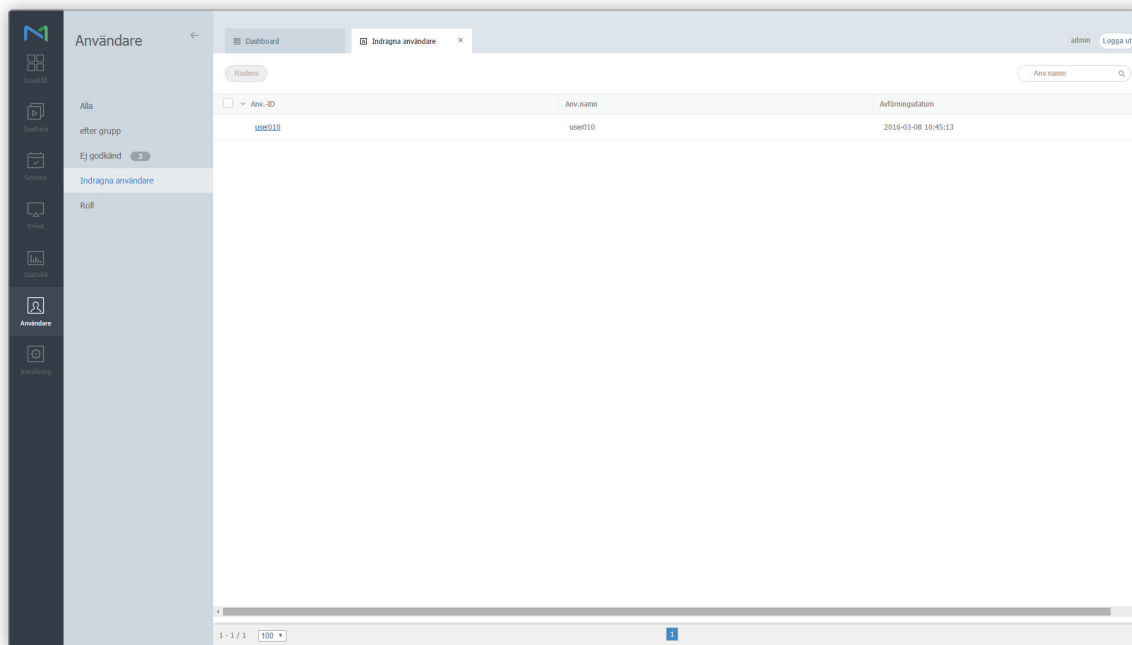 Användare
←
Dashboard
Indragna användare ×
admin
Logga ut
Innehåll
Spellista
Schema
Enhet
Statistik
Användare
Inställning
Alla
efter grupp
Ej godkänd 3
Indragna användare
Roll
Radera
Anv.namn
Anv.-ID Anv.namn Avförningsdatum
user010 user010 2016-03-08 10:45:13
1 - 1 / 1 100 1